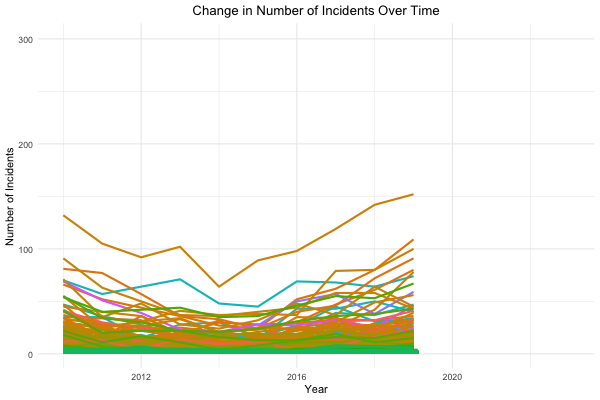 Change in Number of Incidents Over Time
300
200
100
0
Number of Incidents
2012
2016
2020
Year